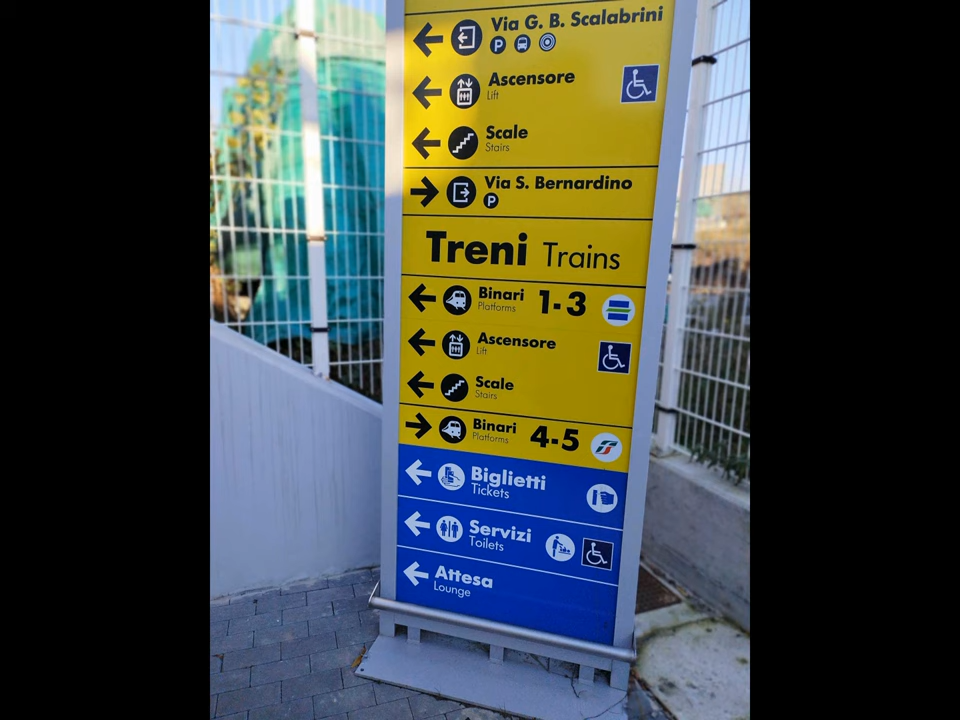 Via G. B. Scalabrini
P
Ascensore
Lift
Scale
Stairs
Via S. Bernardino
P
Treni Trains
Binari 1-3
Platforms
Ascensore
Lift
Scale
Stairs
Binari 4-5
Platforms
Biglietti
Tickets
Servizi
Toilets
Attesa
Lounge